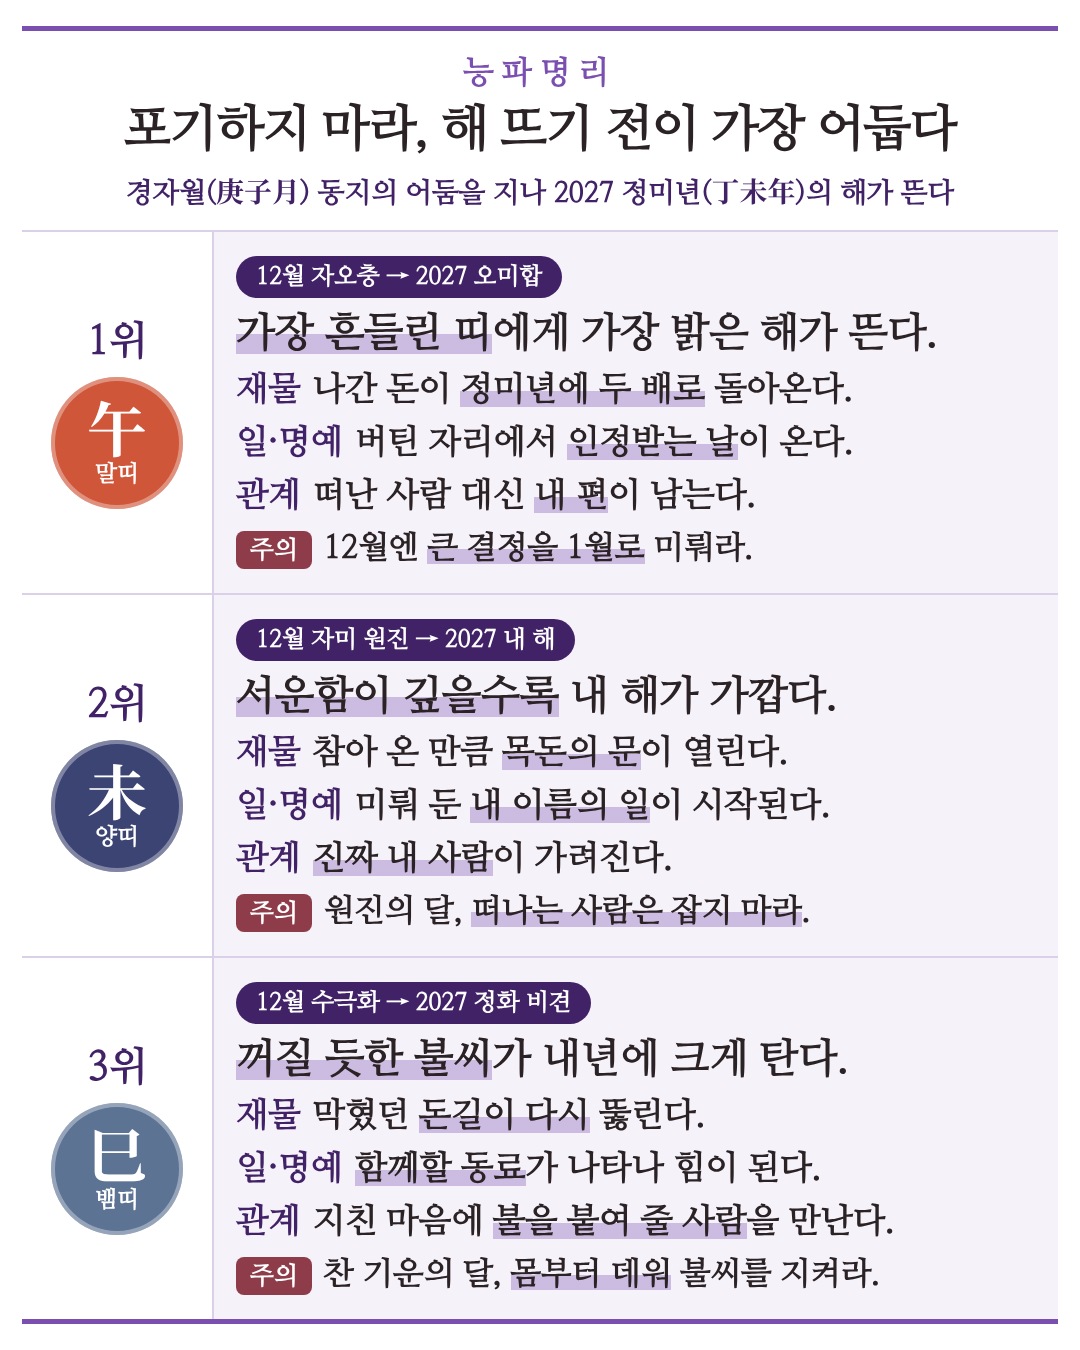 능파명리
포기하지 마라, 해 뜨기 전이 가장 어둡다
경자월(庚子月) 동지의 어둠을 지나 2027 정미년(丁未年)의 해가 뜬다
1위
午
말띠
12월 자오충 → 2027 오미합
가장 흔들린 띠에게 가장 밝은 해가 뜬다.
재물 나간 돈이 정미년에 두 배로 돌아온다.
일·명예 버틴 자리에서 인정받는 날이 온다.
관계 떠난 사람 대신 내 편이 남는다.
주의 12월엔 큰 결정을 1월로 미뤄라.
2위
未
양띠
12월 자미 원진 → 2027 내 해
서운함이 깊을수록 내 해가 가깝다.
재물 참아 온 만큼 목돈의 문이 열린다.
일·명예 미뤄 둔 내 이름의 일이 시작된다.
관계 진짜 내 사람이 가려진다.
주의 원진의 달, 떠나는 사람은 잡지 마라.
3위
巳
뱀띠
12월 수극화 → 2027 정화 비견
꺼질 듯한 불씨가 내년에 크게 탄다.
재물 막혔던 돈길이 다시 뚫린다.
일·명예 함께할 동료가 나타나 힘이 된다.
관계 지친 마음에 불을 붙여 줄 사람을 만난다.
주의 찬 기운의 달, 몸부터 데워 불씨를 지켜라.